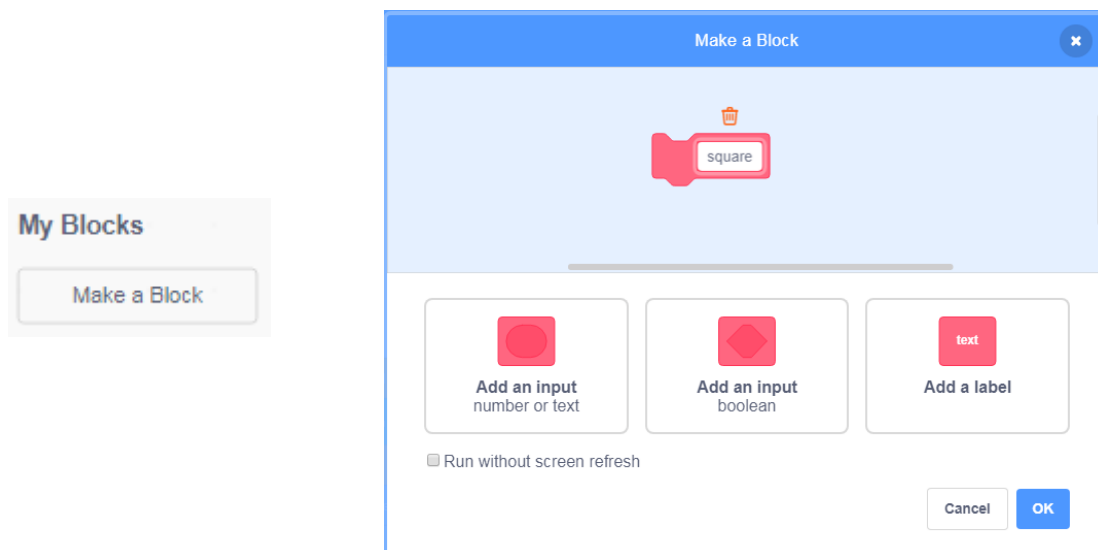 My Blocks
Make a Block
Make a Block
square
text
Add an input
number or text
Add an input
boolean
Add a label
Run without screen refresh
Cancel
OK